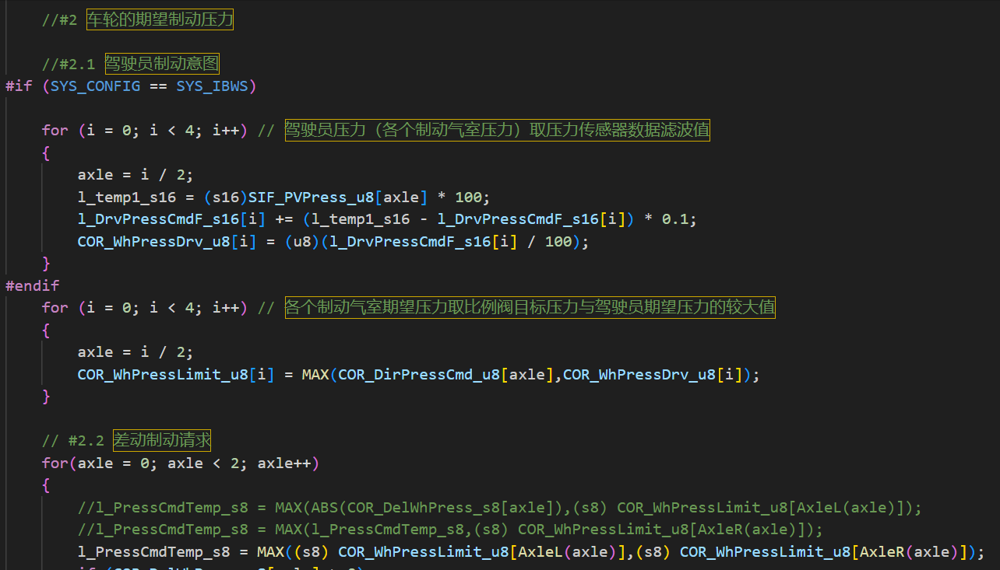 //#2 车轮的期望制动压力
//#2.1 驾驶员制动意图
#if (SYS_CONFIG == SYS_IBWS)
for (i = 0; i < 4; i++) // 驾驶员压力（各个制动气室压力）取压力传感器数据滤波值
{
axle = i / 2;
l_temp1_s16 = (s16)SIF_PVPress_u8[axle] * 100;
l_DrvPressCmdF_s16[i] += (l_temp1_s16 - l_DrvPressCmdF_s16[i]) * 0.1;
COR_WhPressDrv_u8[i] = (u8)(l_DrvPressCmdF_s16[i] / 100);
}
#endif
for (i = 0; i < 4; i++) // 各个制动气室期望压力取比例阀目标压力与驾驶员期望压力的较大值
{
axle = i / 2;
COR_WhPressLimit_u8[i] = MAX(COR_DirPressCmd_u8[axle],COR_WhPressDrv_u8[i]);
}
// #2.2 差动制动请求
for(axle = 0; axle < 2; axle++)
{
//l_PressCmdTemp_s8 = MAX(ABS(COR_DelWhPress_s8[axle]),(s8) COR_WhPressLimit_u8[AxleL(axle)]);
//l_PressCmdTemp_s8 = MAX(l_PressCmdTemp_s8,(s8) COR_WhPressLimit_u8[AxleR(axle)]);
l_PressCmdTemp_s8 = MAX((s8) COR_WhPressLimit_u8[AxleL(axle)],(s8) COR_WhPressLimit_u8[AxleR(axle)]);